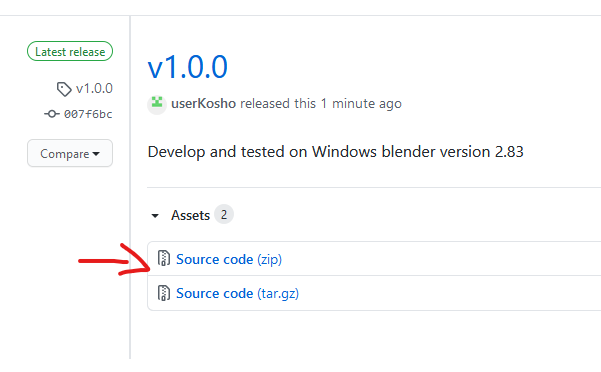 Latest release
v1.0.0
007f6bc
Compare
v1.0.0
userKosho released this 1 minute ago
Develop and tested on Windows blender version 2.83
Assets 2
Source code (zip)
Source code (tar.gz)